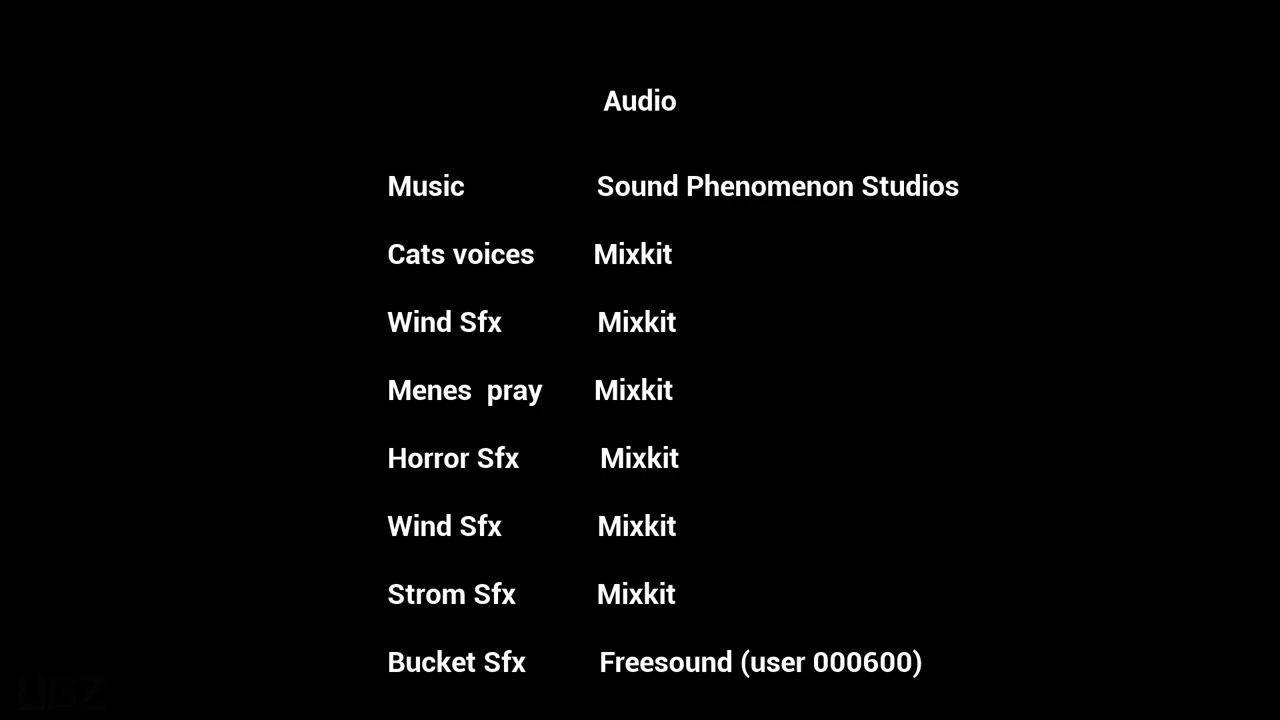 Audio
Music Sound Phenomenon Studios
Cats voices Mixkit
Wind Sfx Mixkit
Menes pray Mixkit
Horror Sfx Mixkit
Wind Sfx Mixkit
Strom Sfx Mixkit
Bucket Sfx Freesound (user 000600)